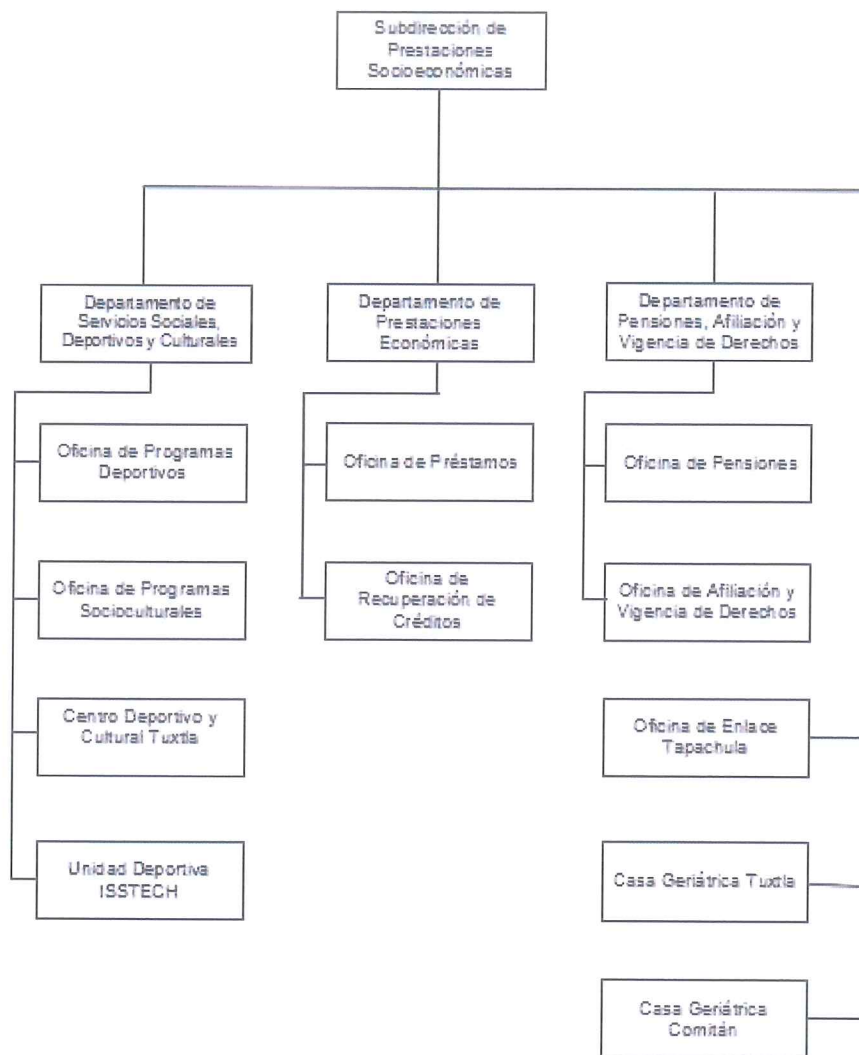 Subdirección de
Prestaciones
Socioeconómicas
Departamento de
Servicios Sociales,
Deportivos y Culturales
Departamento de
Prestaciones
Económicas
Departamento de
Pensiones, Afiliación y
Vigencia de Derechos
Oficina de Programas
Deportivos
Oficina de Préstamos
Oficina de Pensiones
Oficina de Programas
Socioculturales
Oficina de
Recuperación de
Créditos
Oficina de Afiliación y
Vigencia de Derechos
Centro Deportivo y
Cultural Tuxtla
Oficina de Enlace
Tapachula
Unidad Deportiva
ISSTECH
Casa Geriátrica Tuxtla
Casa Geriátrica
Comitán